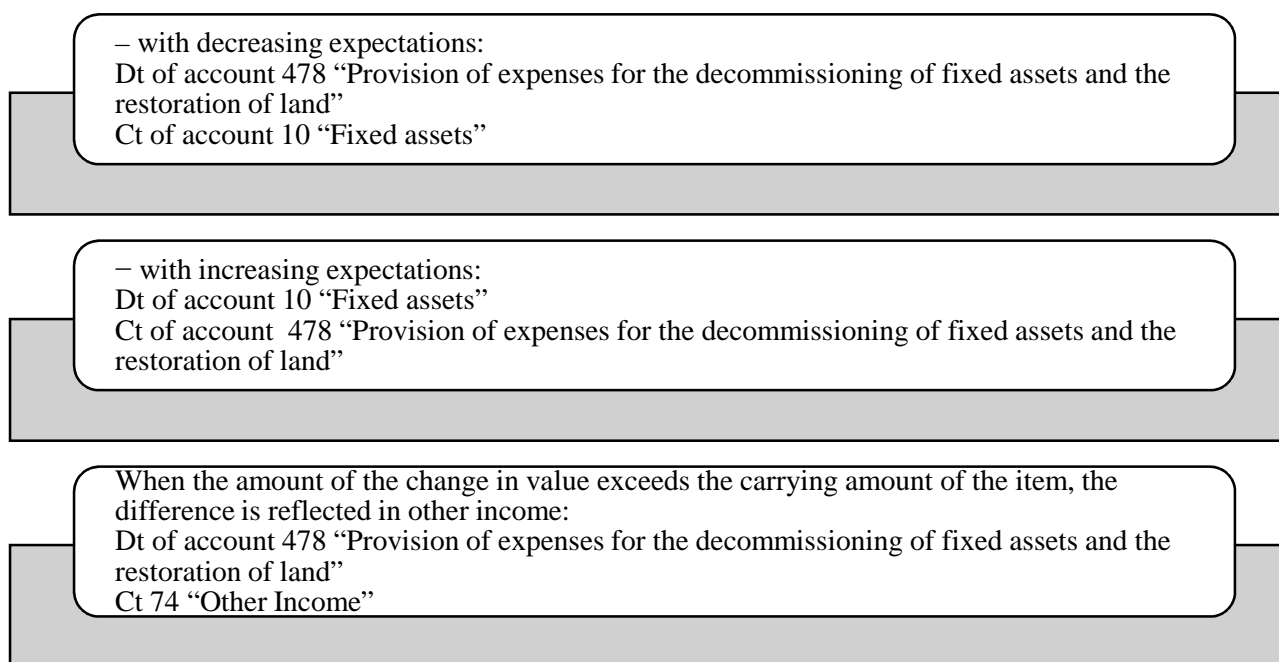 – with decreasing expectations:
Dt of account 478 “Provision of expenses for the decommissioning of fixed assets and the
restoration of land”
Ct of account 10 “Fixed assets”
− with increasing expectations:
Dt of account 10 “Fixed assets”
Ct of account  478 “Provision of expenses for the decommissioning of fixed assets and the
restoration of land”
When the amount of the change in value exceeds the carrying amount of the item, the
difference is reflected in other income:
Dt of account 478 “Provision of expenses for the decommissioning of fixed assets and the
restoration of land”
Ct 74 “Other Income”